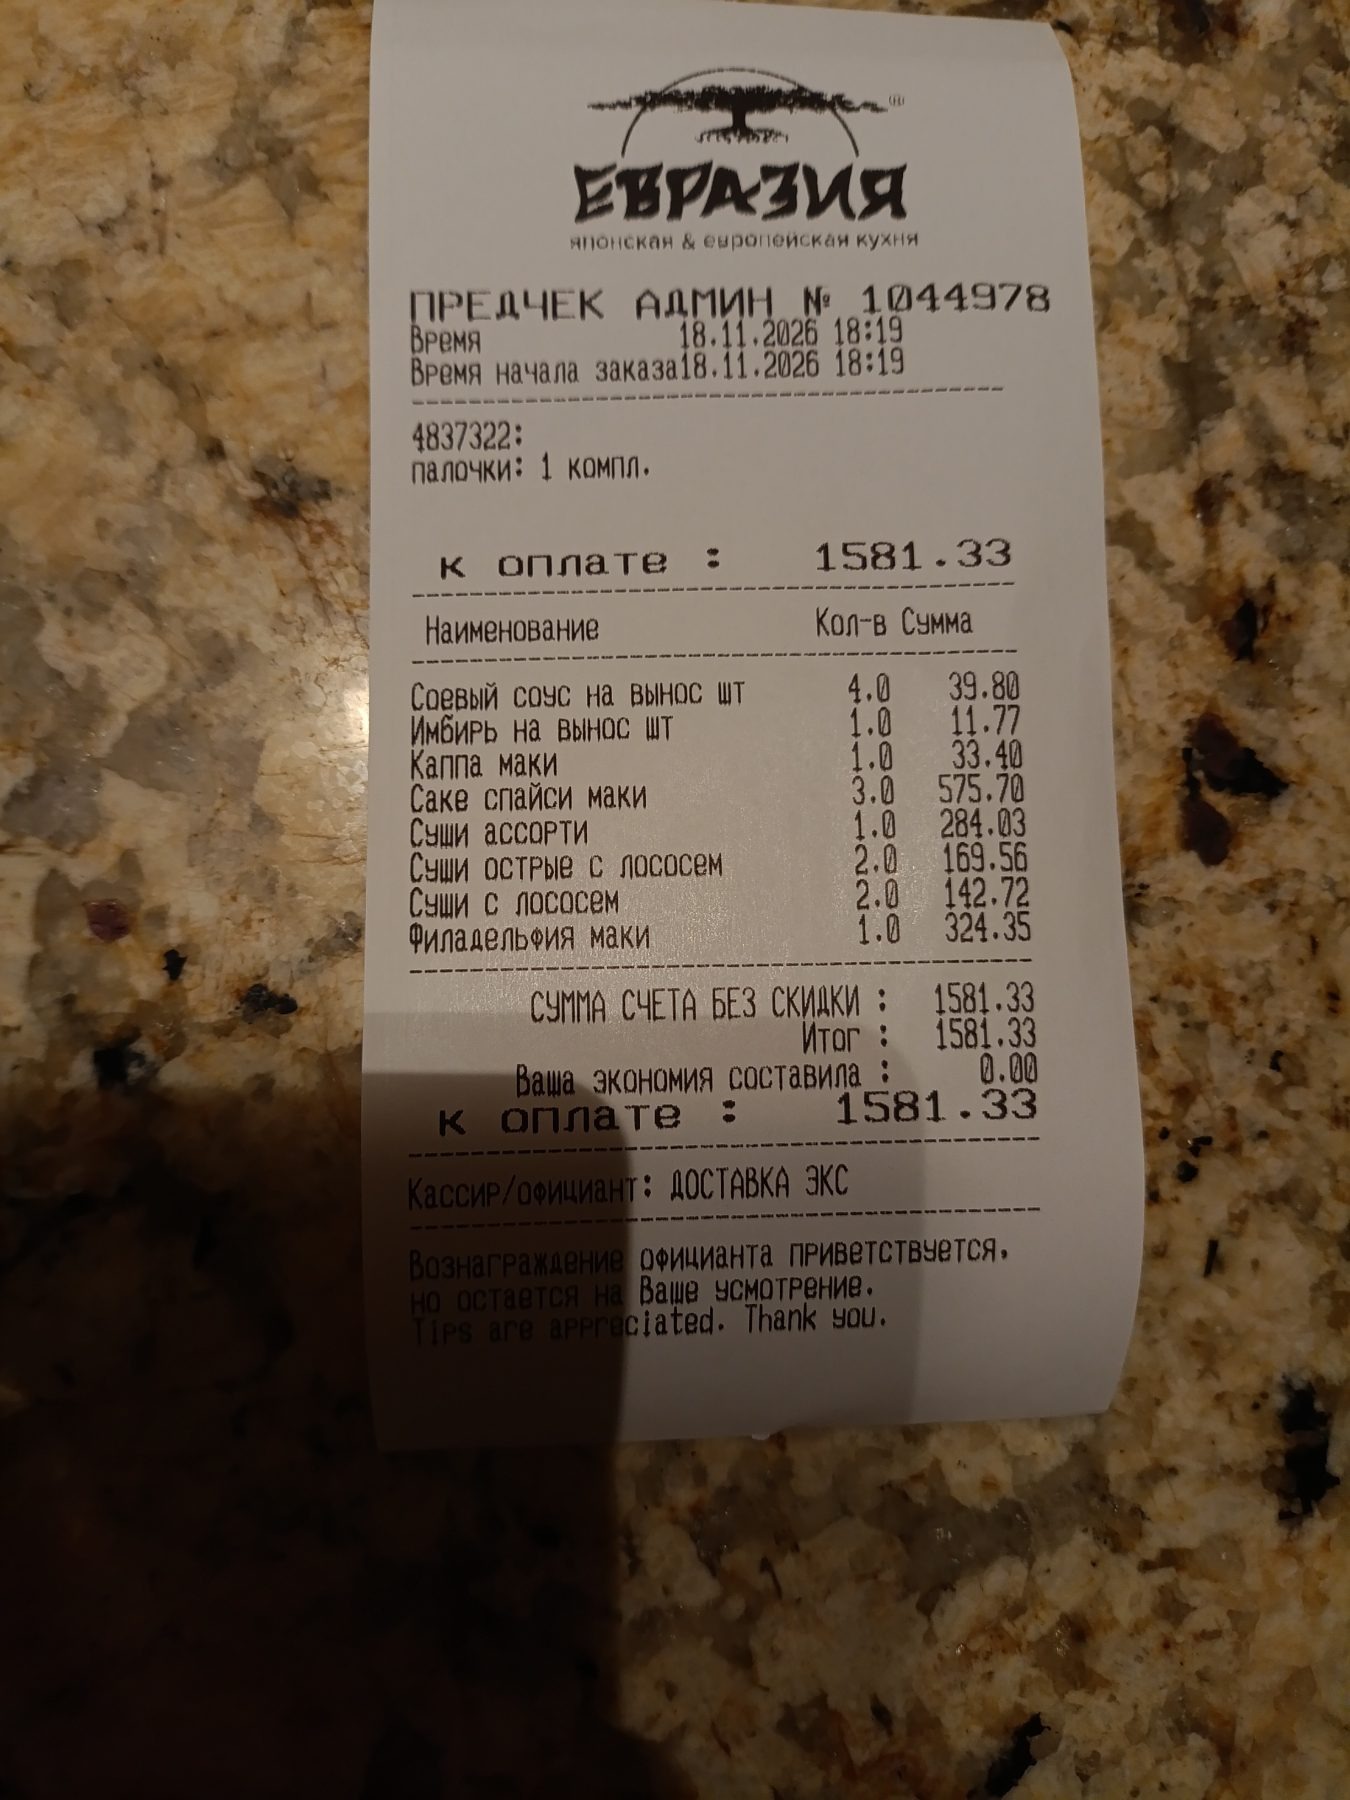 ЕВРАЗИЯ ®
японская & европейская кухня
ПРЕДЧЕК АДМИН № 1044978
Время 18.11.2026 18:19
Время начала заказа18.11.2026 18:19
4837322:
палочки: 1 компл.
к оплате : 1581.33
Наименование Кол-в Сумма
Соевый соус на вынос шт 4.0 39.80
Имбирь на вынос шт 1.0 11.77
Каппа маки 1.0 33.40
Саке спайси маки 3.0 575.70
Суши ассорти 1.0 284.03
Суши острые с лососем 2.0 169.56
Суши с лососем 2.0 142.72
Филадельфия маки 1.0 324.35
СУММА СЧЕТА БЕЗ СКИДКИ : 1581.33
Итог : 1581.33
Ваша экономия составила : 0.00
к оплате : 1581.33
Кассир/официант: ДОСТАВКА ЭКС
Вознаграждение официанта приветствуется,
но остается на Ваше усмотрение.
Tips are appreciated. Thank you.